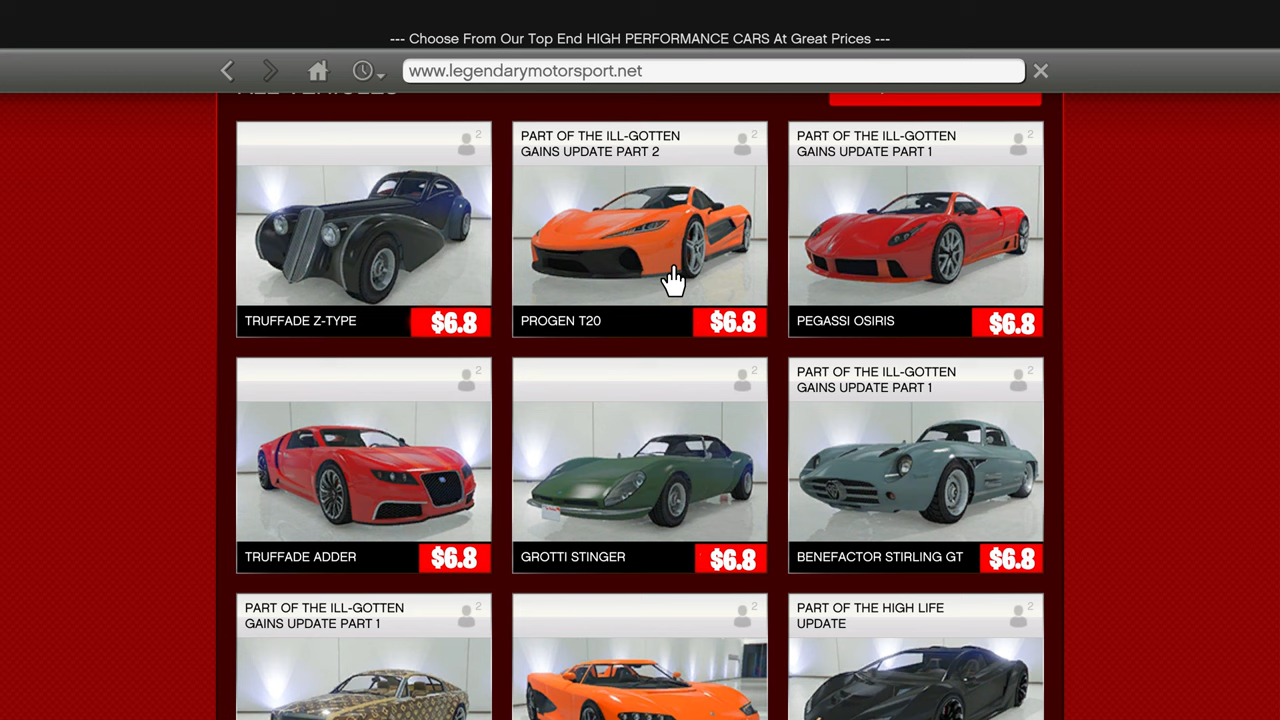 --- Choose From Our Top End HIGH PERFORMANCE CARS At Great Prices ---
www.legendarymotorsport.net
ALL VEHICLES
2
PART OF THE ILL-GOTTEN
GAINS UPDATE PART 2
2
PART OF THE ILL-GOTTEN
GAINS UPDATE PART 1
2
TRUFFADE Z-TYPE
$6.8
PROGEN T20
$6.8
PEGASSI OSIRIS
$6.8
2
2
PART OF THE ILL-GOTTEN
GAINS UPDATE PART 1
2
TRUFFADE ADDER
$6.8
GROTTI STINGER
$6.8
BENEFACTOR STIRLING GT
$6.8
PART OF THE ILL-GOTTEN
GAINS UPDATE PART 1
2
2
PART OF THE HIGH LIFE
UPDATE
2